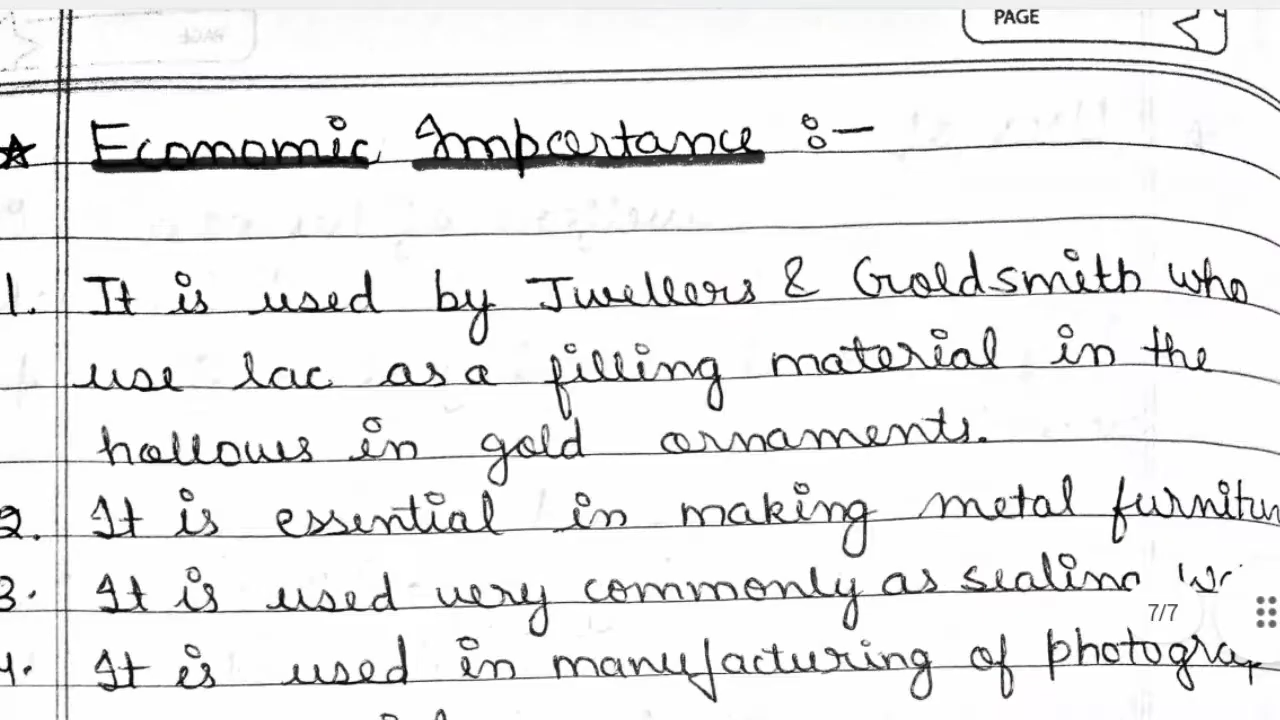 PAGE
☆ Economic Importance :-
1. It is used by Jwellers & Goldsmith who
use lac as a filling material in the
hollows in gold ornaments.
2. It is essential in making metal furnitur
3. It is used very commonly as sealing
7/7
4. It is used in manufacturing of photograp